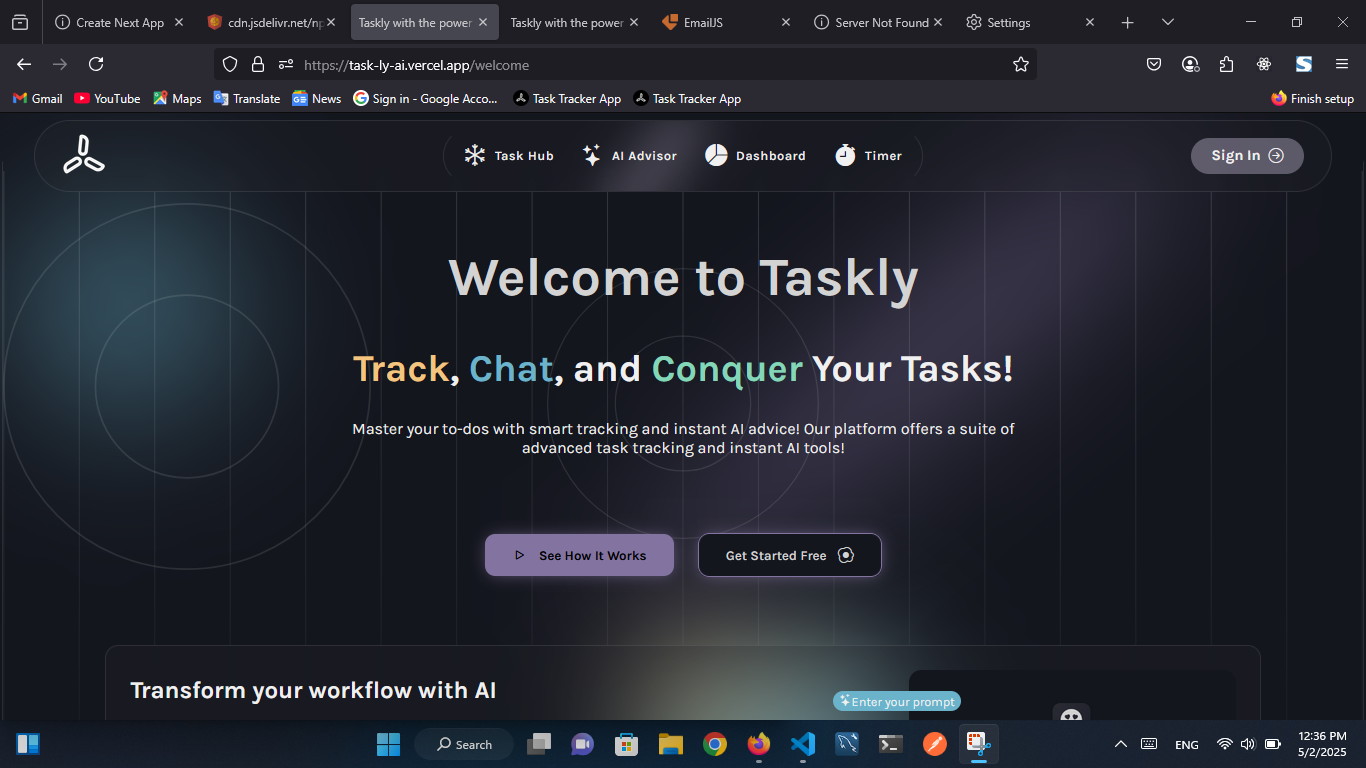 Create Next App
cdn.jsdelivr.net/np
Taskly with the power
Taskly with the power
EmailJS
Server Not Found
Settings
https://task-ly-ai.vercel.app/welcome
Gmail
YouTube
Maps
Translate
News
Sign in - Google Acco...
Task Tracker App
Task Tracker App
Finish setup
Task Hub
AI Advisor
Dashboard
Timer
Sign In
Welcome to Taskly
Track, Chat, and Conquer Your Tasks!
Master your to-dos with smart tracking and instant AI advice! Our platform offers a suite of
advanced task tracking and instant AI tools!
See How It Works
Get Started Free
Transform your workflow with AI
Enter your prompt
Search
ENG
12:36 PM
5/2/2025